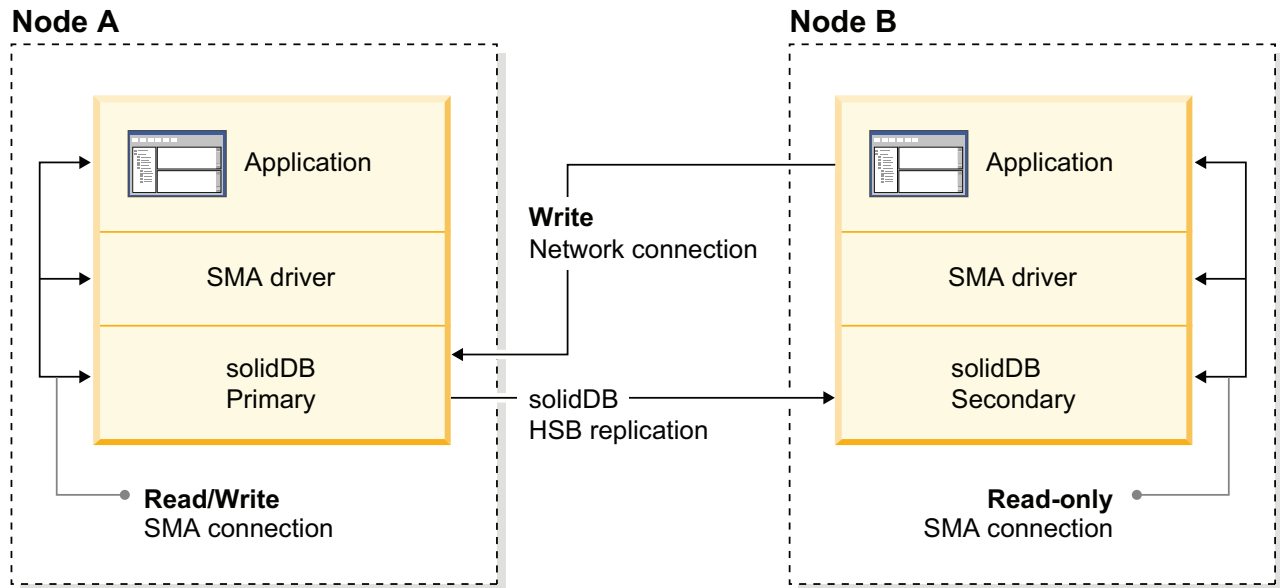 Node A
Application
SMA driver
solidDB
Primary
Read/Write
SMA connection
Write
Network connection
solidDB
HSB replication
Node B
Application
SMA driver
solidDB
Secondary
Read-only
SMA connection